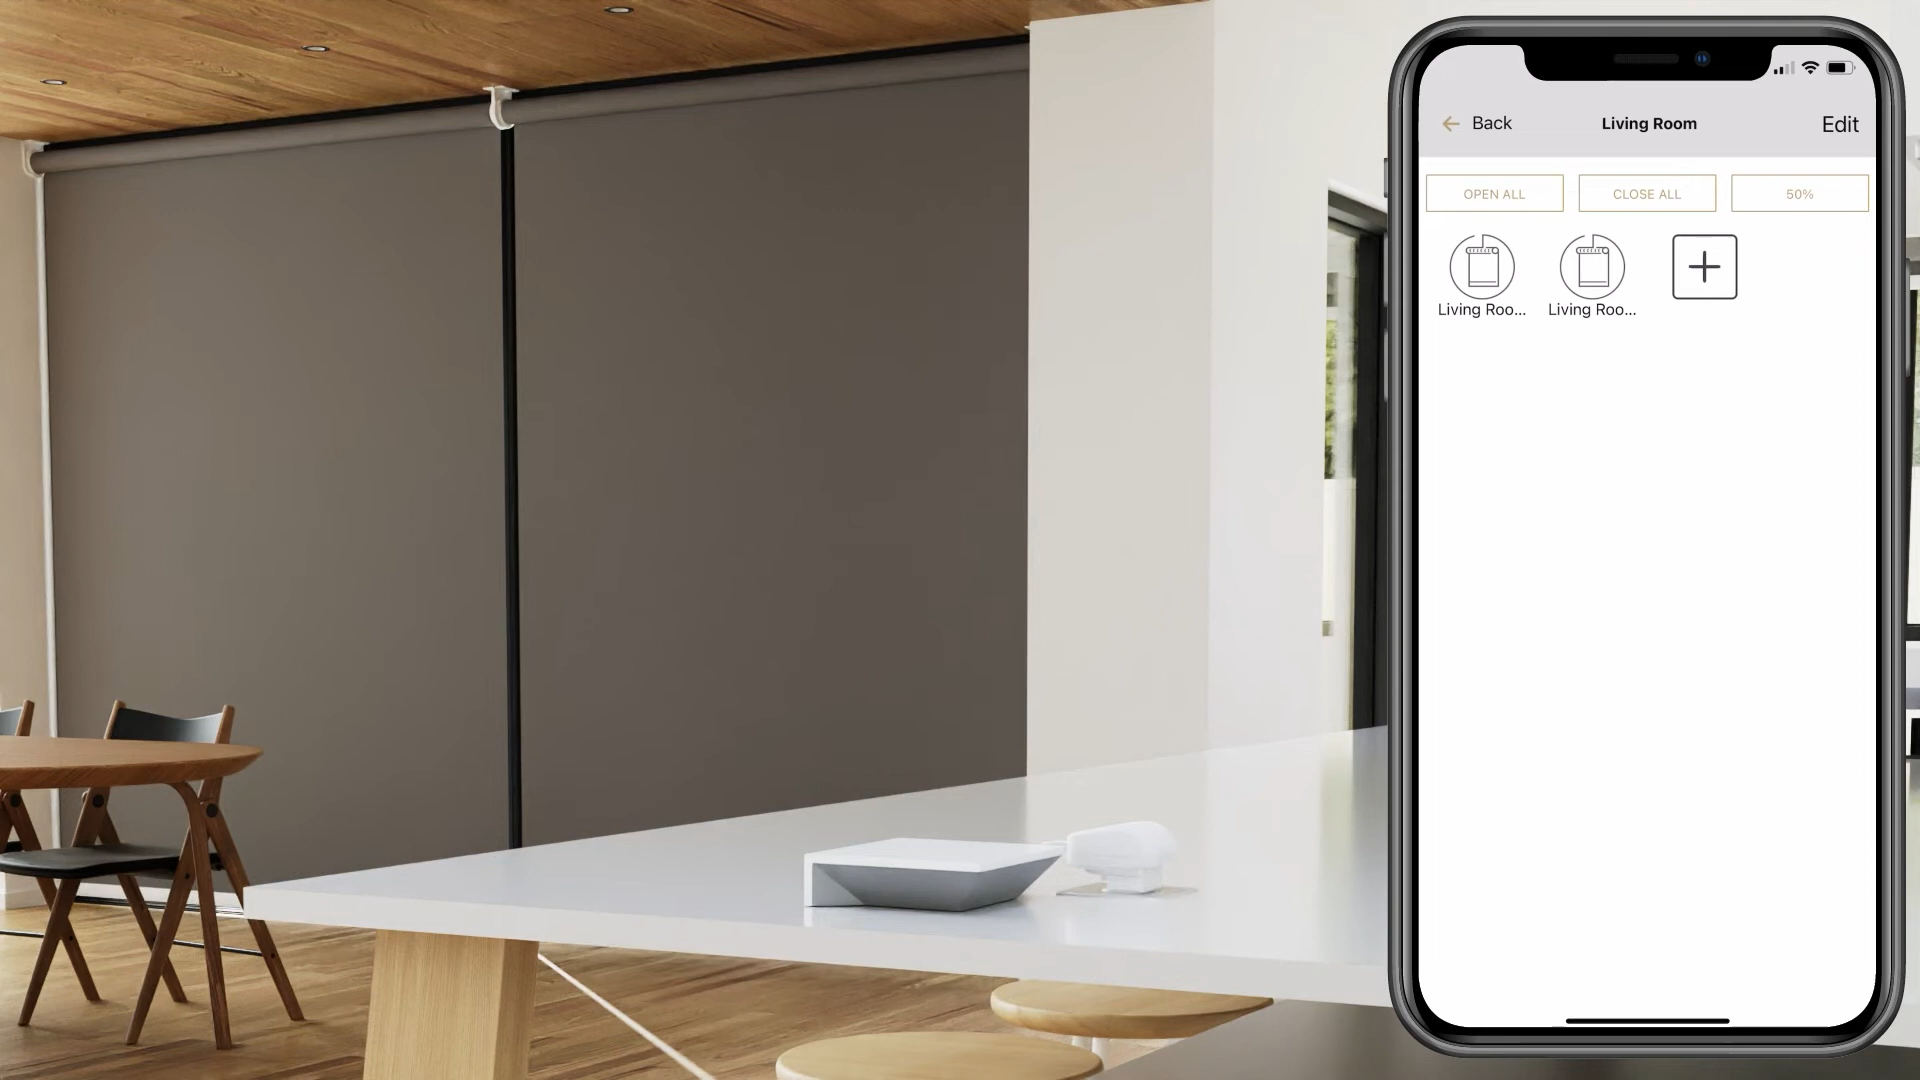 Back
Living Room
Edit
OPEN ALL
CLOSE ALL
50%
Living Roo...
Living Roo...